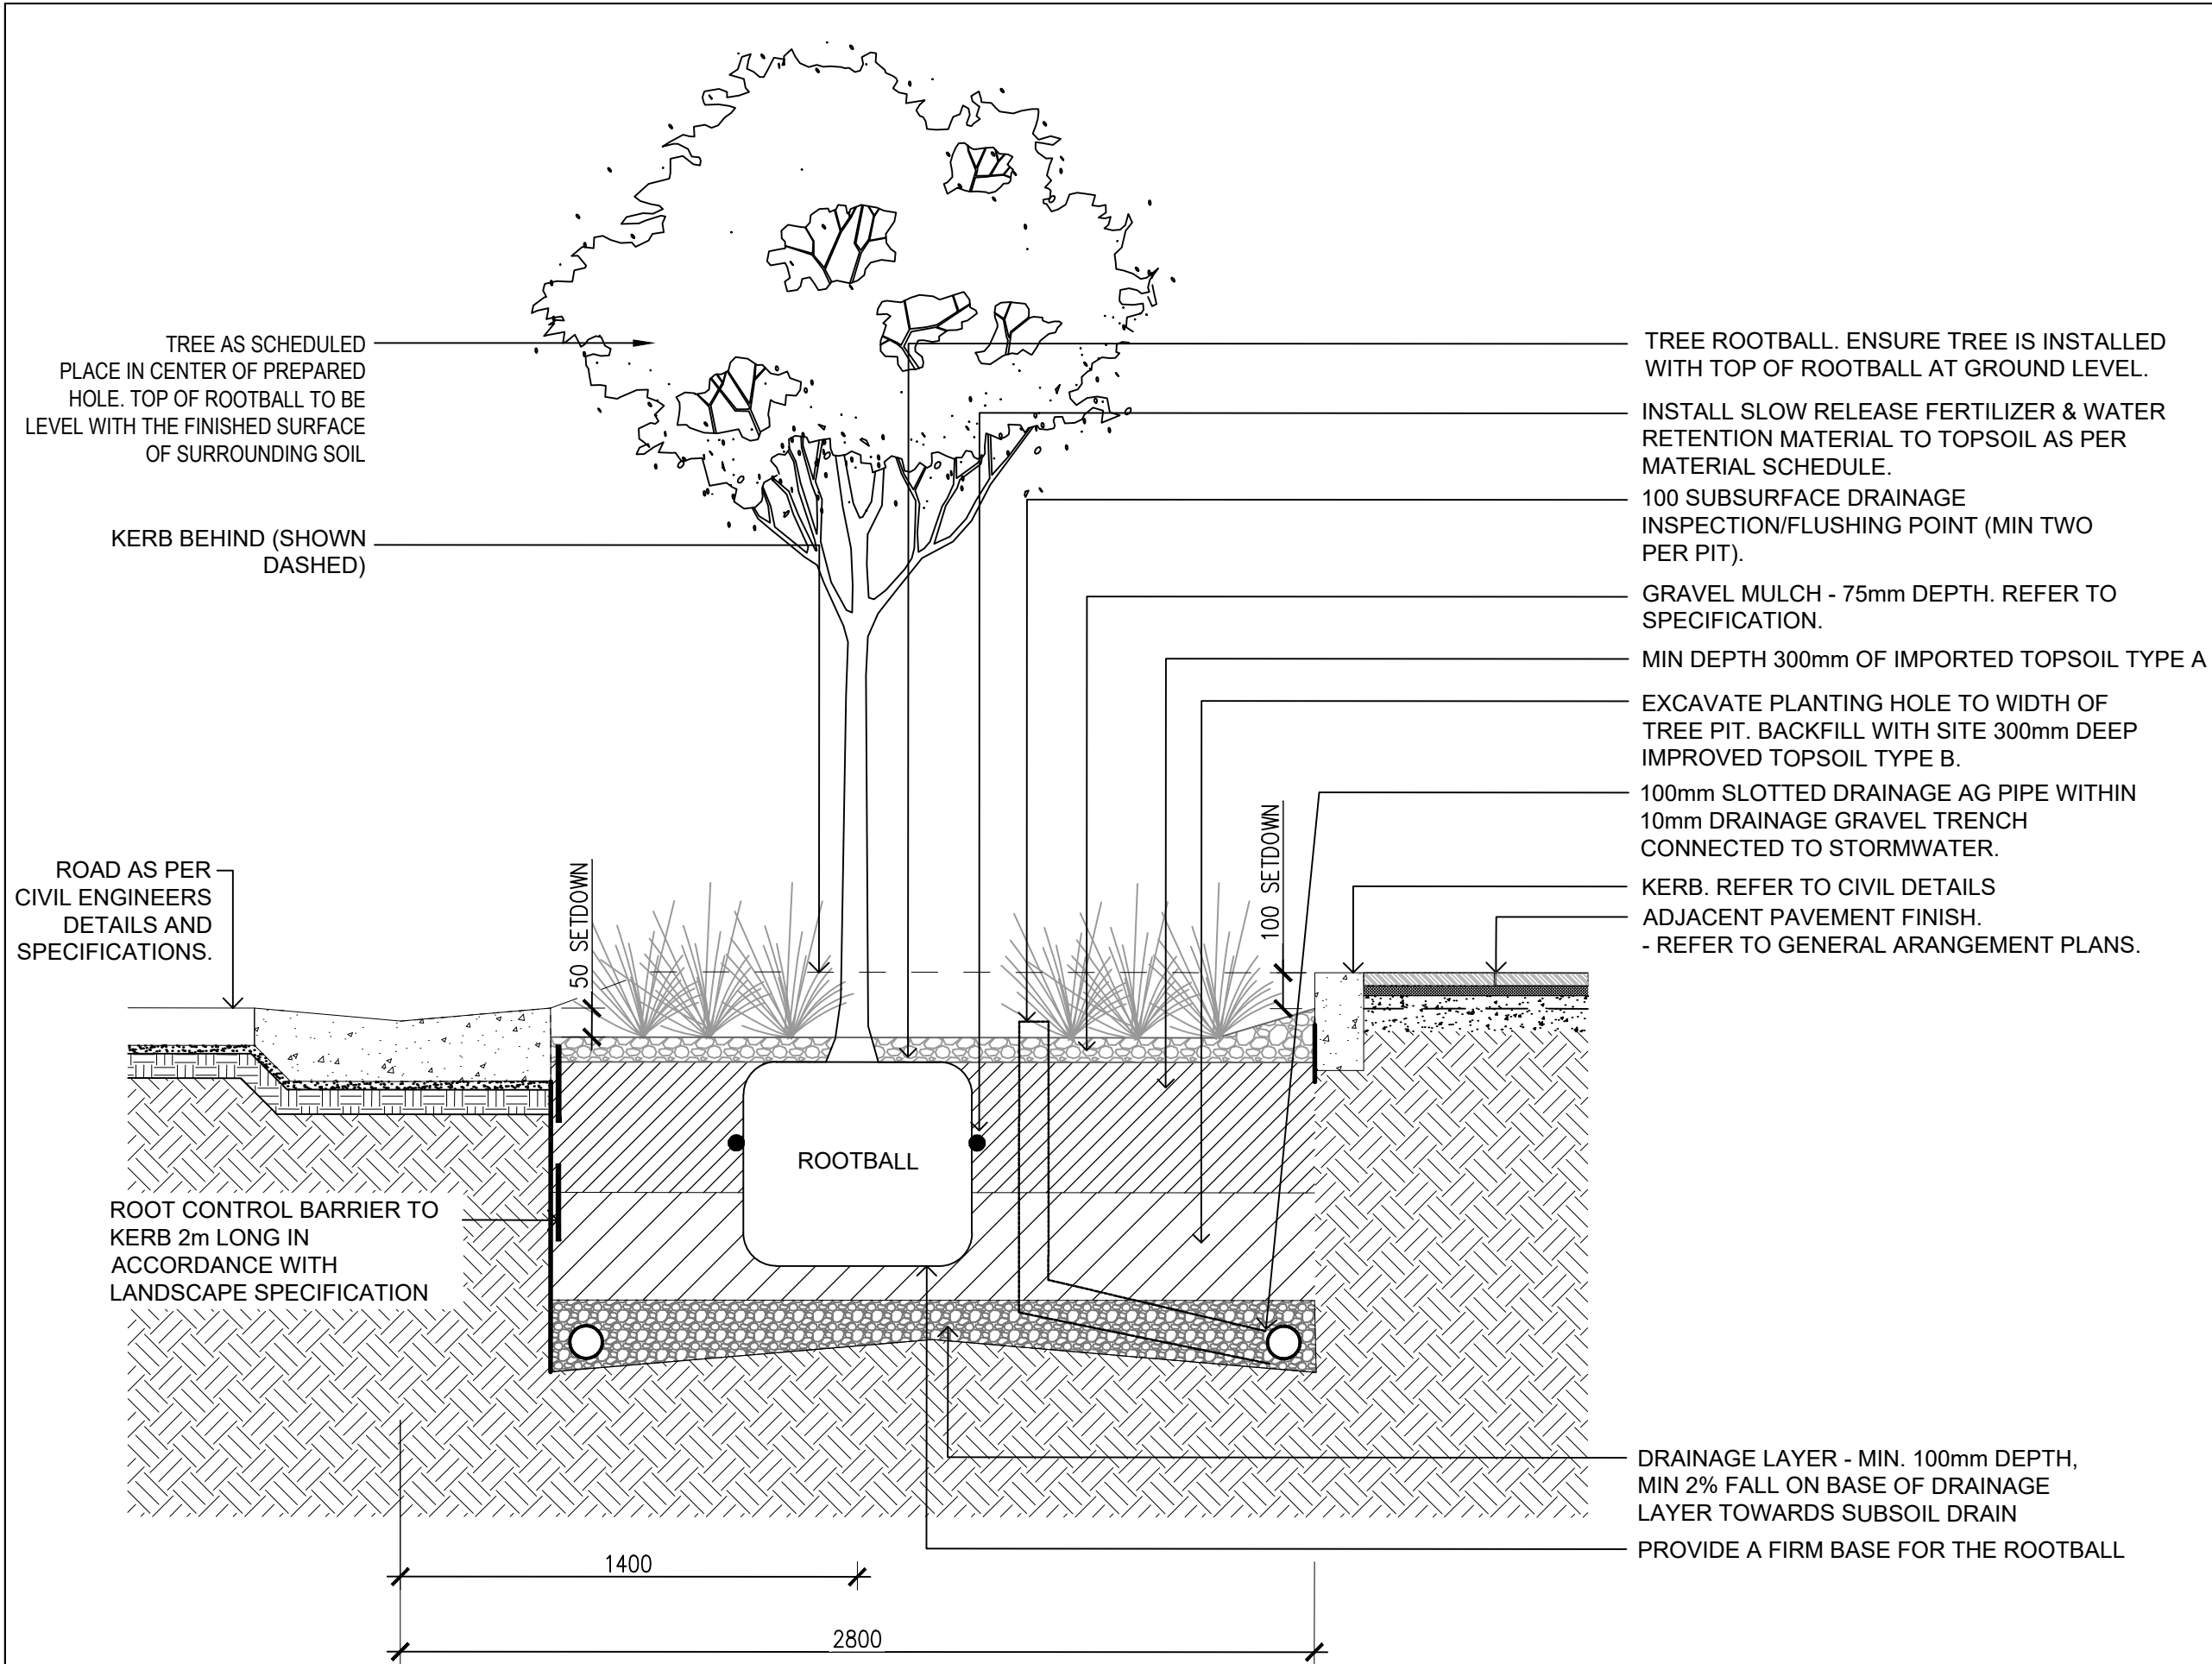 TREE AS SCHEDULED
PLACE IN CENTER OF PREPARED
HOLE. TOP OF ROOTBALL TO BE
LEVEL WITH THE FINISHED SURFACE
OF SURROUNDING SOIL
KERB BEHIND (SHOWN
DASHED)
ROAD AS PER
CIVIL ENGINEERS
DETAILS AND
SPECIFICATIONS.
ROOT CONTROL BARRIER TO
KERB 2m LONG IN
ACCORDANCE WITH
LANDSCAPE SPECIFICATION
50 SETDOWN
ROOTBALL
100 SETDOWN
TREE ROOTBALL. ENSURE TREE IS INSTALLED
WITH TOP OF ROOTBALL AT GROUND LEVEL.
INSTALL SLOW RELEASE FERTILIZER & WATER
RETENTION MATERIAL TO TOPSOIL AS PER
MATERIAL SCHEDULE.
100 SUBSURFACE DRAINAGE
INSPECTION/FLUSHING POINT (MIN TWO
PER PIT).
GRAVEL MULCH - 75mm DEPTH. REFER TO
SPECIFICATION.
MIN DEPTH 300mm OF IMPORTED TOPSOIL TYPE A
EXCAVATE PLANTING HOLE TO WIDTH OF
TREE PIT. BACKFILL WITH SITE 300mm DEEP
IMPROVED TOPSOIL TYPE B.
100mm SLOTTED DRAINAGE AG PIPE WITHIN
10mm DRAINAGE GRAVEL TRENCH
CONNECTED TO STORMWATER.
KERB. REFER TO CIVIL DETAILS
ADJACENT PAVEMENT FINISH.
- REFER TO GENERAL ARANGEMENT PLANS.
DRAINAGE LAYER - MIN. 100mm DEPTH,
MIN 2% FALL ON BASE OF DRAINAGE
LAYER TOWARDS SUBSOIL DRAIN
PROVIDE A FIRM BASE FOR THE ROOTBALL
1400
2800